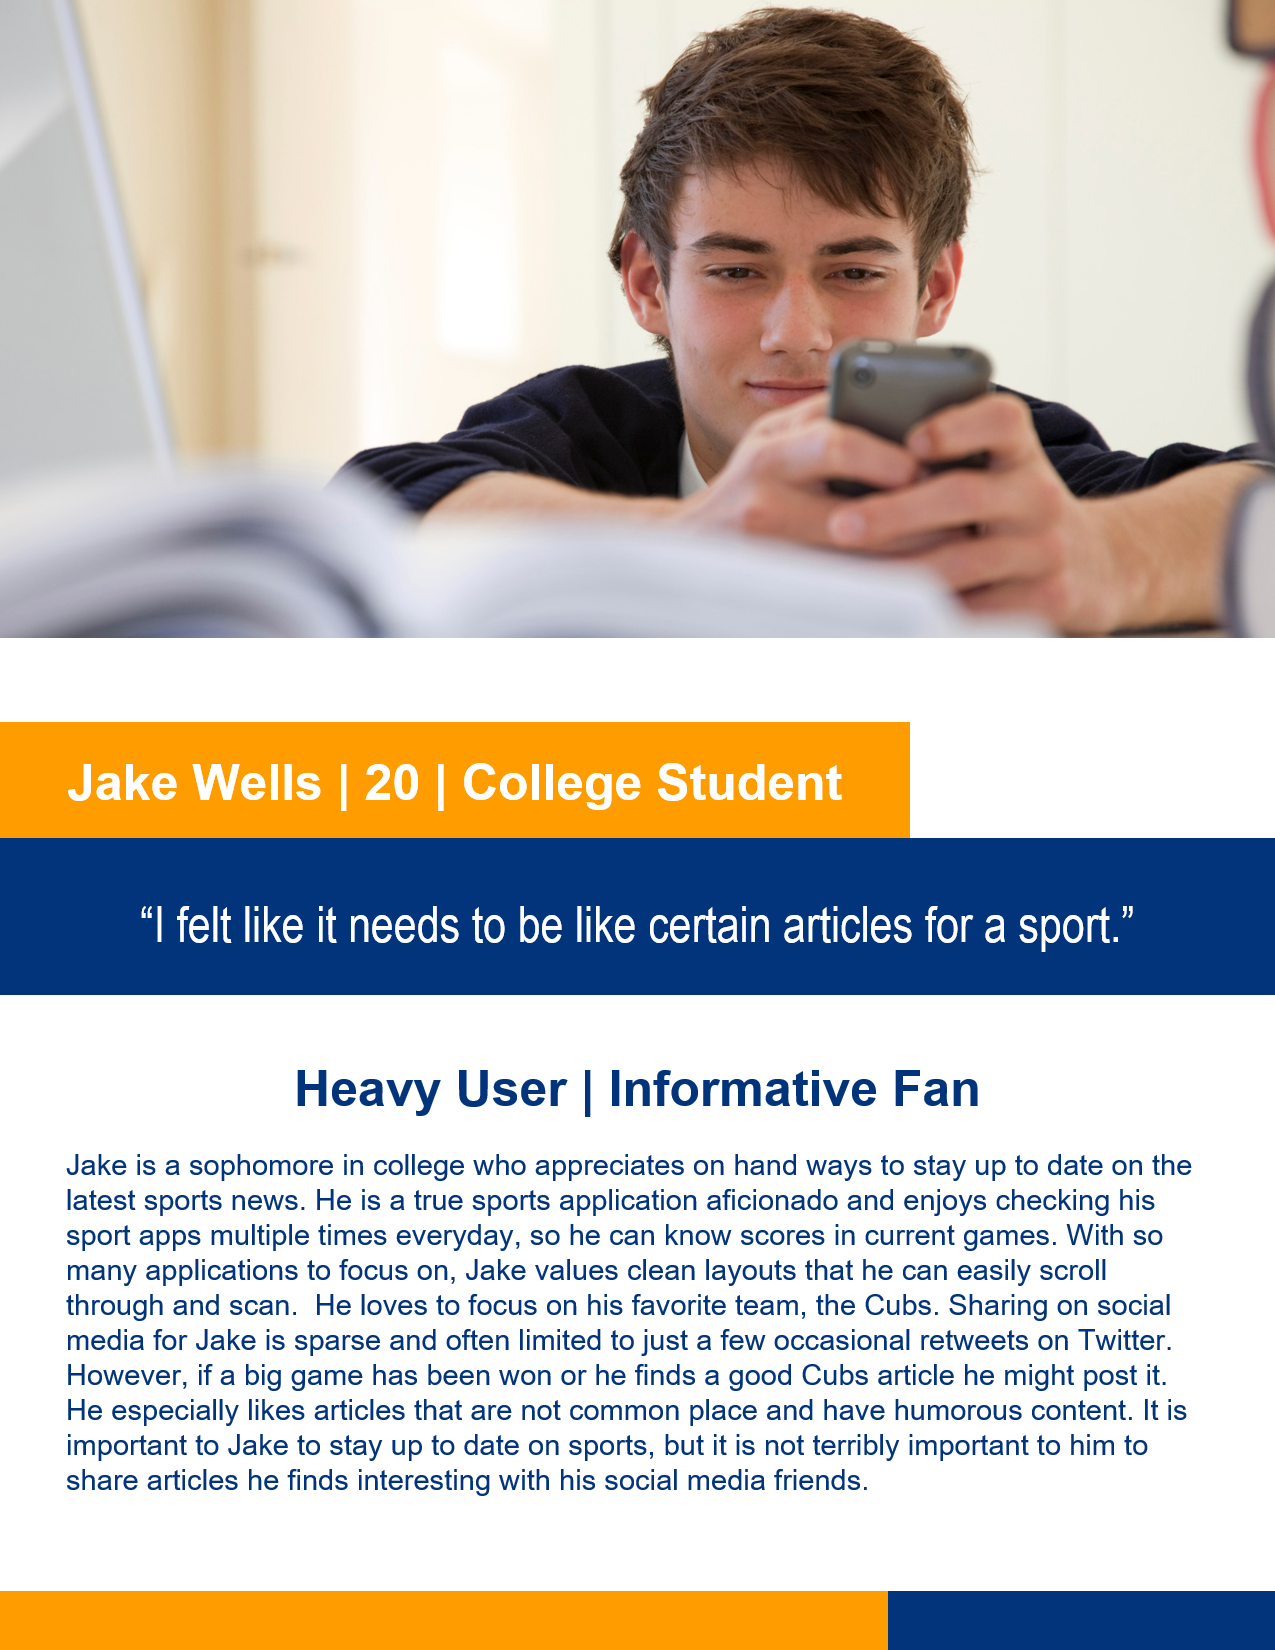 Jake Wells | 20 | College Student
“I felt like it needs to be like certain articles for a sport.”
Heavy User | Informative Fan
Jake is a sophomore in college who appreciates on hand ways to stay up to date on the
latest sports news. He is a true sports application aficionado and enjoys checking his
sport apps multiple times everyday, so he can know scores in current games. With so
many applications to focus on, Jake values clean layouts that he can easily scroll
through and scan.  He loves to focus on his favorite team, the Cubs. Sharing on social
media for Jake is sparse and often limited to just a few occasional retweets on Twitter.
However, if a big game has been won or he finds a good Cubs article he might post it.
He especially likes articles that are not common place and have humorous content. It is
important to Jake to stay up to date on sports, but it is not terribly important to him to
share articles he finds interesting with his social media friends.